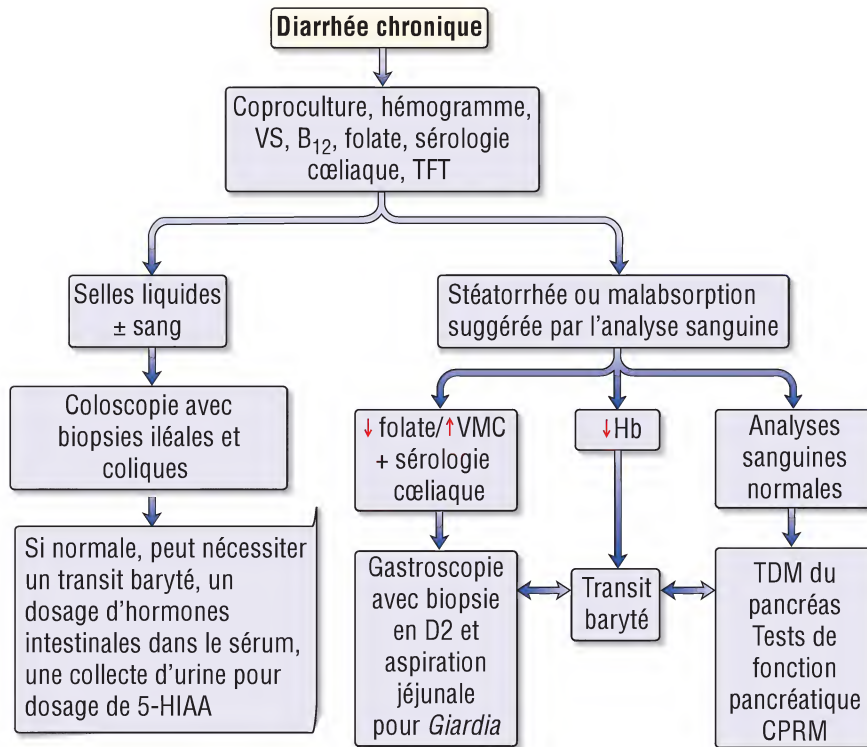 Diarrhée chronique
Coproculture, hémogramme,
VS, B₁₂, folate, sérologie
cœliaque, TFT
Selles liquides
± sang
Stéatorrhée ou malabsorption
suggérée par l'analyse sanguine
Coloscopie avec
biopsies iléales et
coliques
↓ folate/↑VMC
+ sérologie
cœliaque
↓Hb
Analyses
sanguines
normales
Si normale, peut nécessiter
un transit baryté, un
dosage d'hormones
intestinales dans le sérum,
une collecte d'urine pour
dosage de 5-HIAA
Gastroscopie
avec biopsie
en D2 et
aspiration
jéjunale
pour Giardia
Transit
baryté
TDM du
pancréas
Tests de
fonction
pancréatique
CPRM